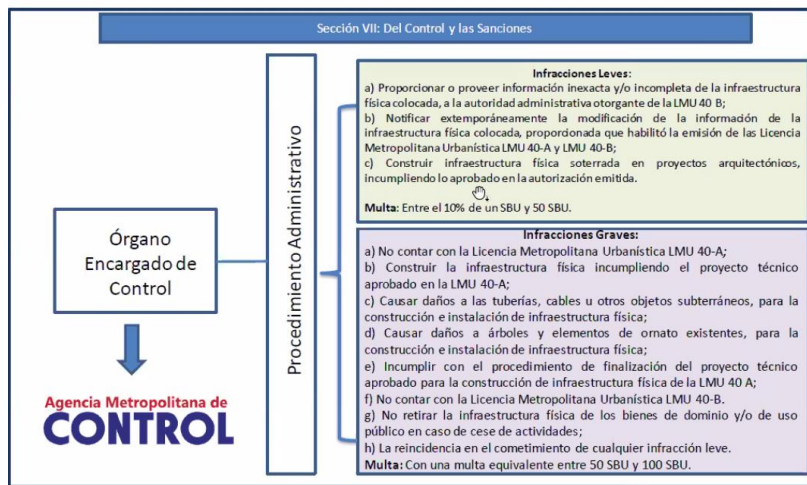 Sección VII: Del Control y las Sanciones
Órgano
Encargado de
Control
Agencia Metropolitana de
CONTROL
Procedimiento Administrativo
Infracciones Leves:
a) Proporcionar o proveer información inexacta y/o incompleta de la infraestructura
física colocada, a la autoridad administrativa otorgante de la LMU 40 B;
b) Notificar extemporáneamente la modificación de la información de la
infraestructura física colocada, proporcionada que habilitó la emisión de las Licencia
Metropolitana Urbanística LMU 40-A y LMU 40-B;
c) Construir infraestructura física soterrada en proyectos arquitectónicos,
incumpliendo lo aprobado en la autorización emitida.
Multa: Entre el 10% de un SBU y 50 SBU.
Infracciones Graves:
a) No contar con la Licencia Metropolitana Urbanística LMU 40-A;
b) Construir la infraestructura física incumpliendo el proyecto técnico
aprobado en la LMU 40-A;
c) Causar daños a las tuberías, cables u otros objetos subterráneos, para la
construcción e instalación de infraestructura física;
d) Causar daños a árboles y elementos de ornato existentes, para la
construcción e instalación de infraestructura física;
e) Incumplir con el procedimiento de finalización del proyecto técnico
aprobado para la construcción de infraestructura física de la LMU 40 A;
f) No contar con la Licencia Metropolitana Urbanística LMU 40-B.
g) No retirar la infraestructura física de los bienes de dominio y/o de uso
público en caso de cese de actividades;
h) La reincidencia en el cometimiento de cualquier infracción leve.
Multa: Con una multa equivalente entre 50 SBU y 100 SBU.